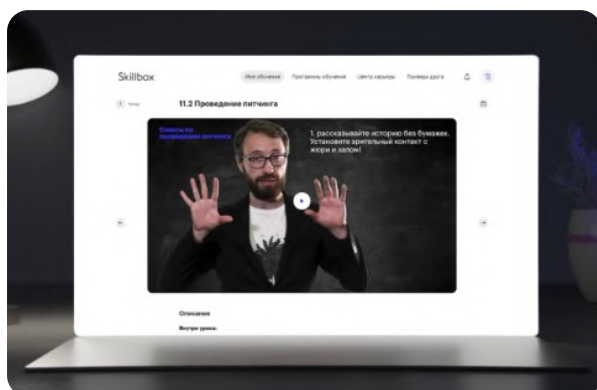 Skillbox
Мое обучение Программы обучения Центр карьеры Приведи друга
Назад
11.2 Проведение питчинга
Советы по
проведению питчинга
1. рассказывайте историю без бумажек.
Установите зрительный контакт с
жюри и залом!
Описание
Внутри урока: